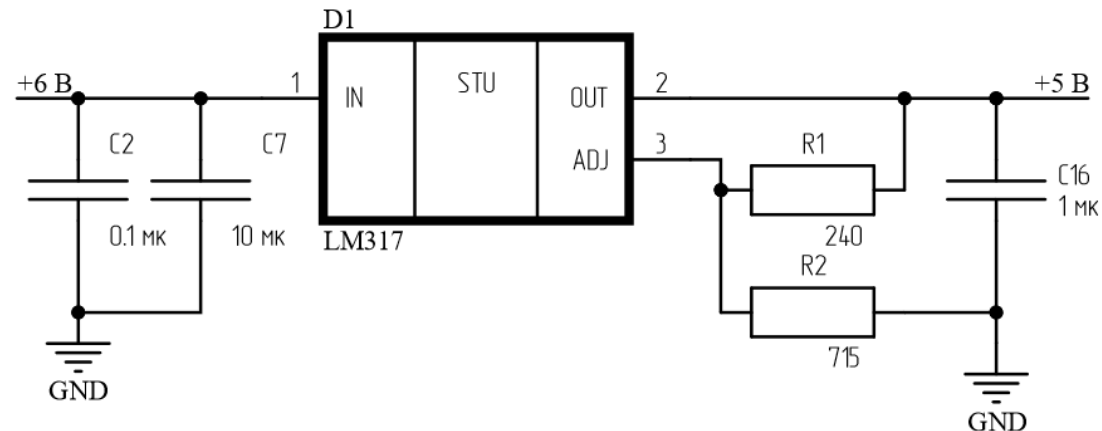 D1
+6 В
1
IN
STU
OUT
2
+5 В
C2
C7
ADJ
3
R1
C16
0.1 мк
10 мк
1 мк
LM317
240
R2
715
GND
GND